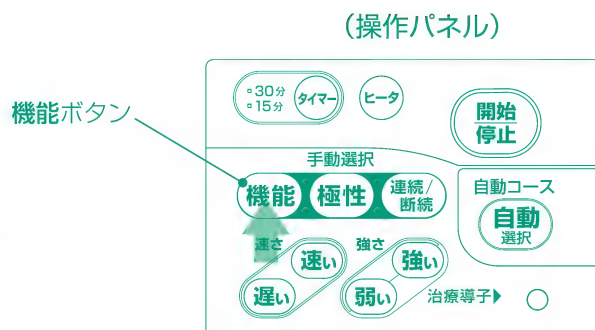 (操作パネル)
機能ボタン
30分
15分
タイマー
ヒータ
開始
停止
手動選択
機能
極性
連続/
断続
自動コース
自動
選択
速さ
速い
遅い
強さ
強い
弱い
治療導子▶